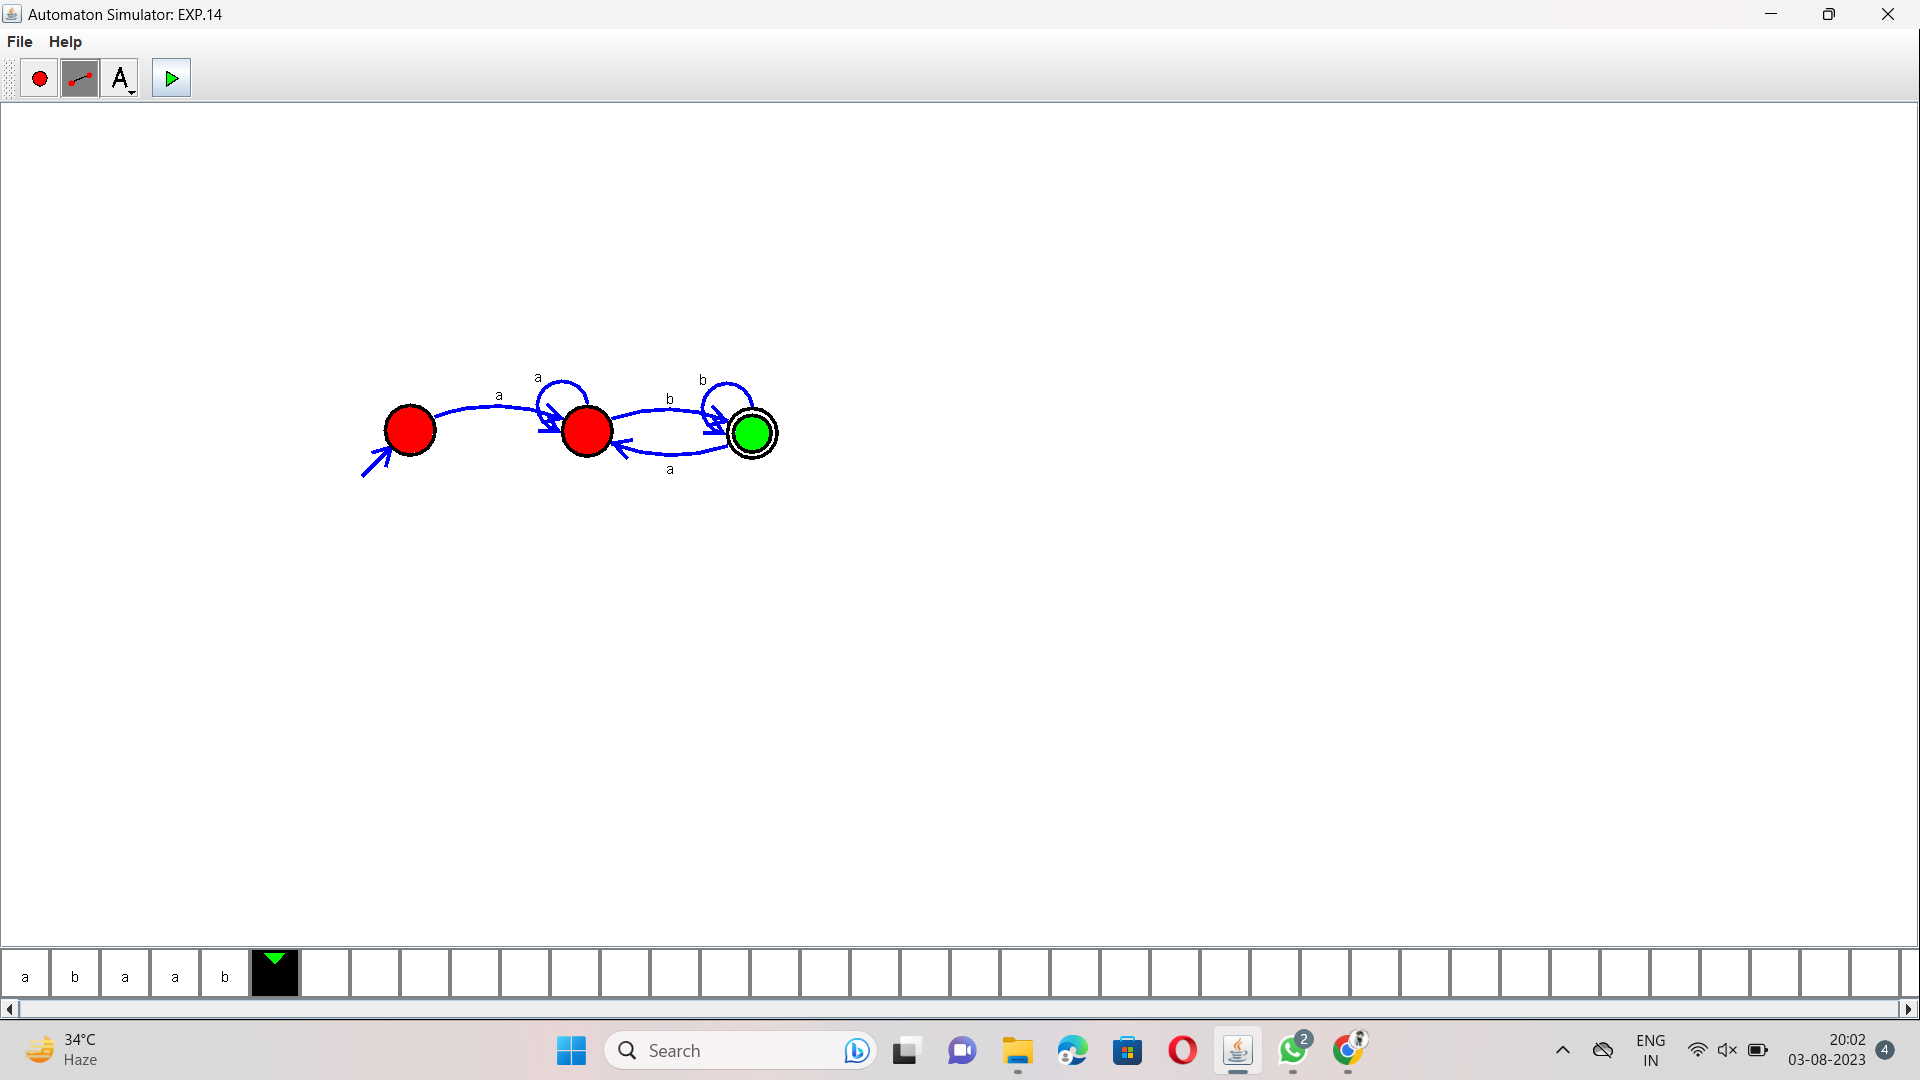 Automaton Simulator: EXP.14
File Help
A
a
a
b
b
a
a b a a b
34°C
Haze
Search
2
ENG
IN
20:02
03-08-2023
4